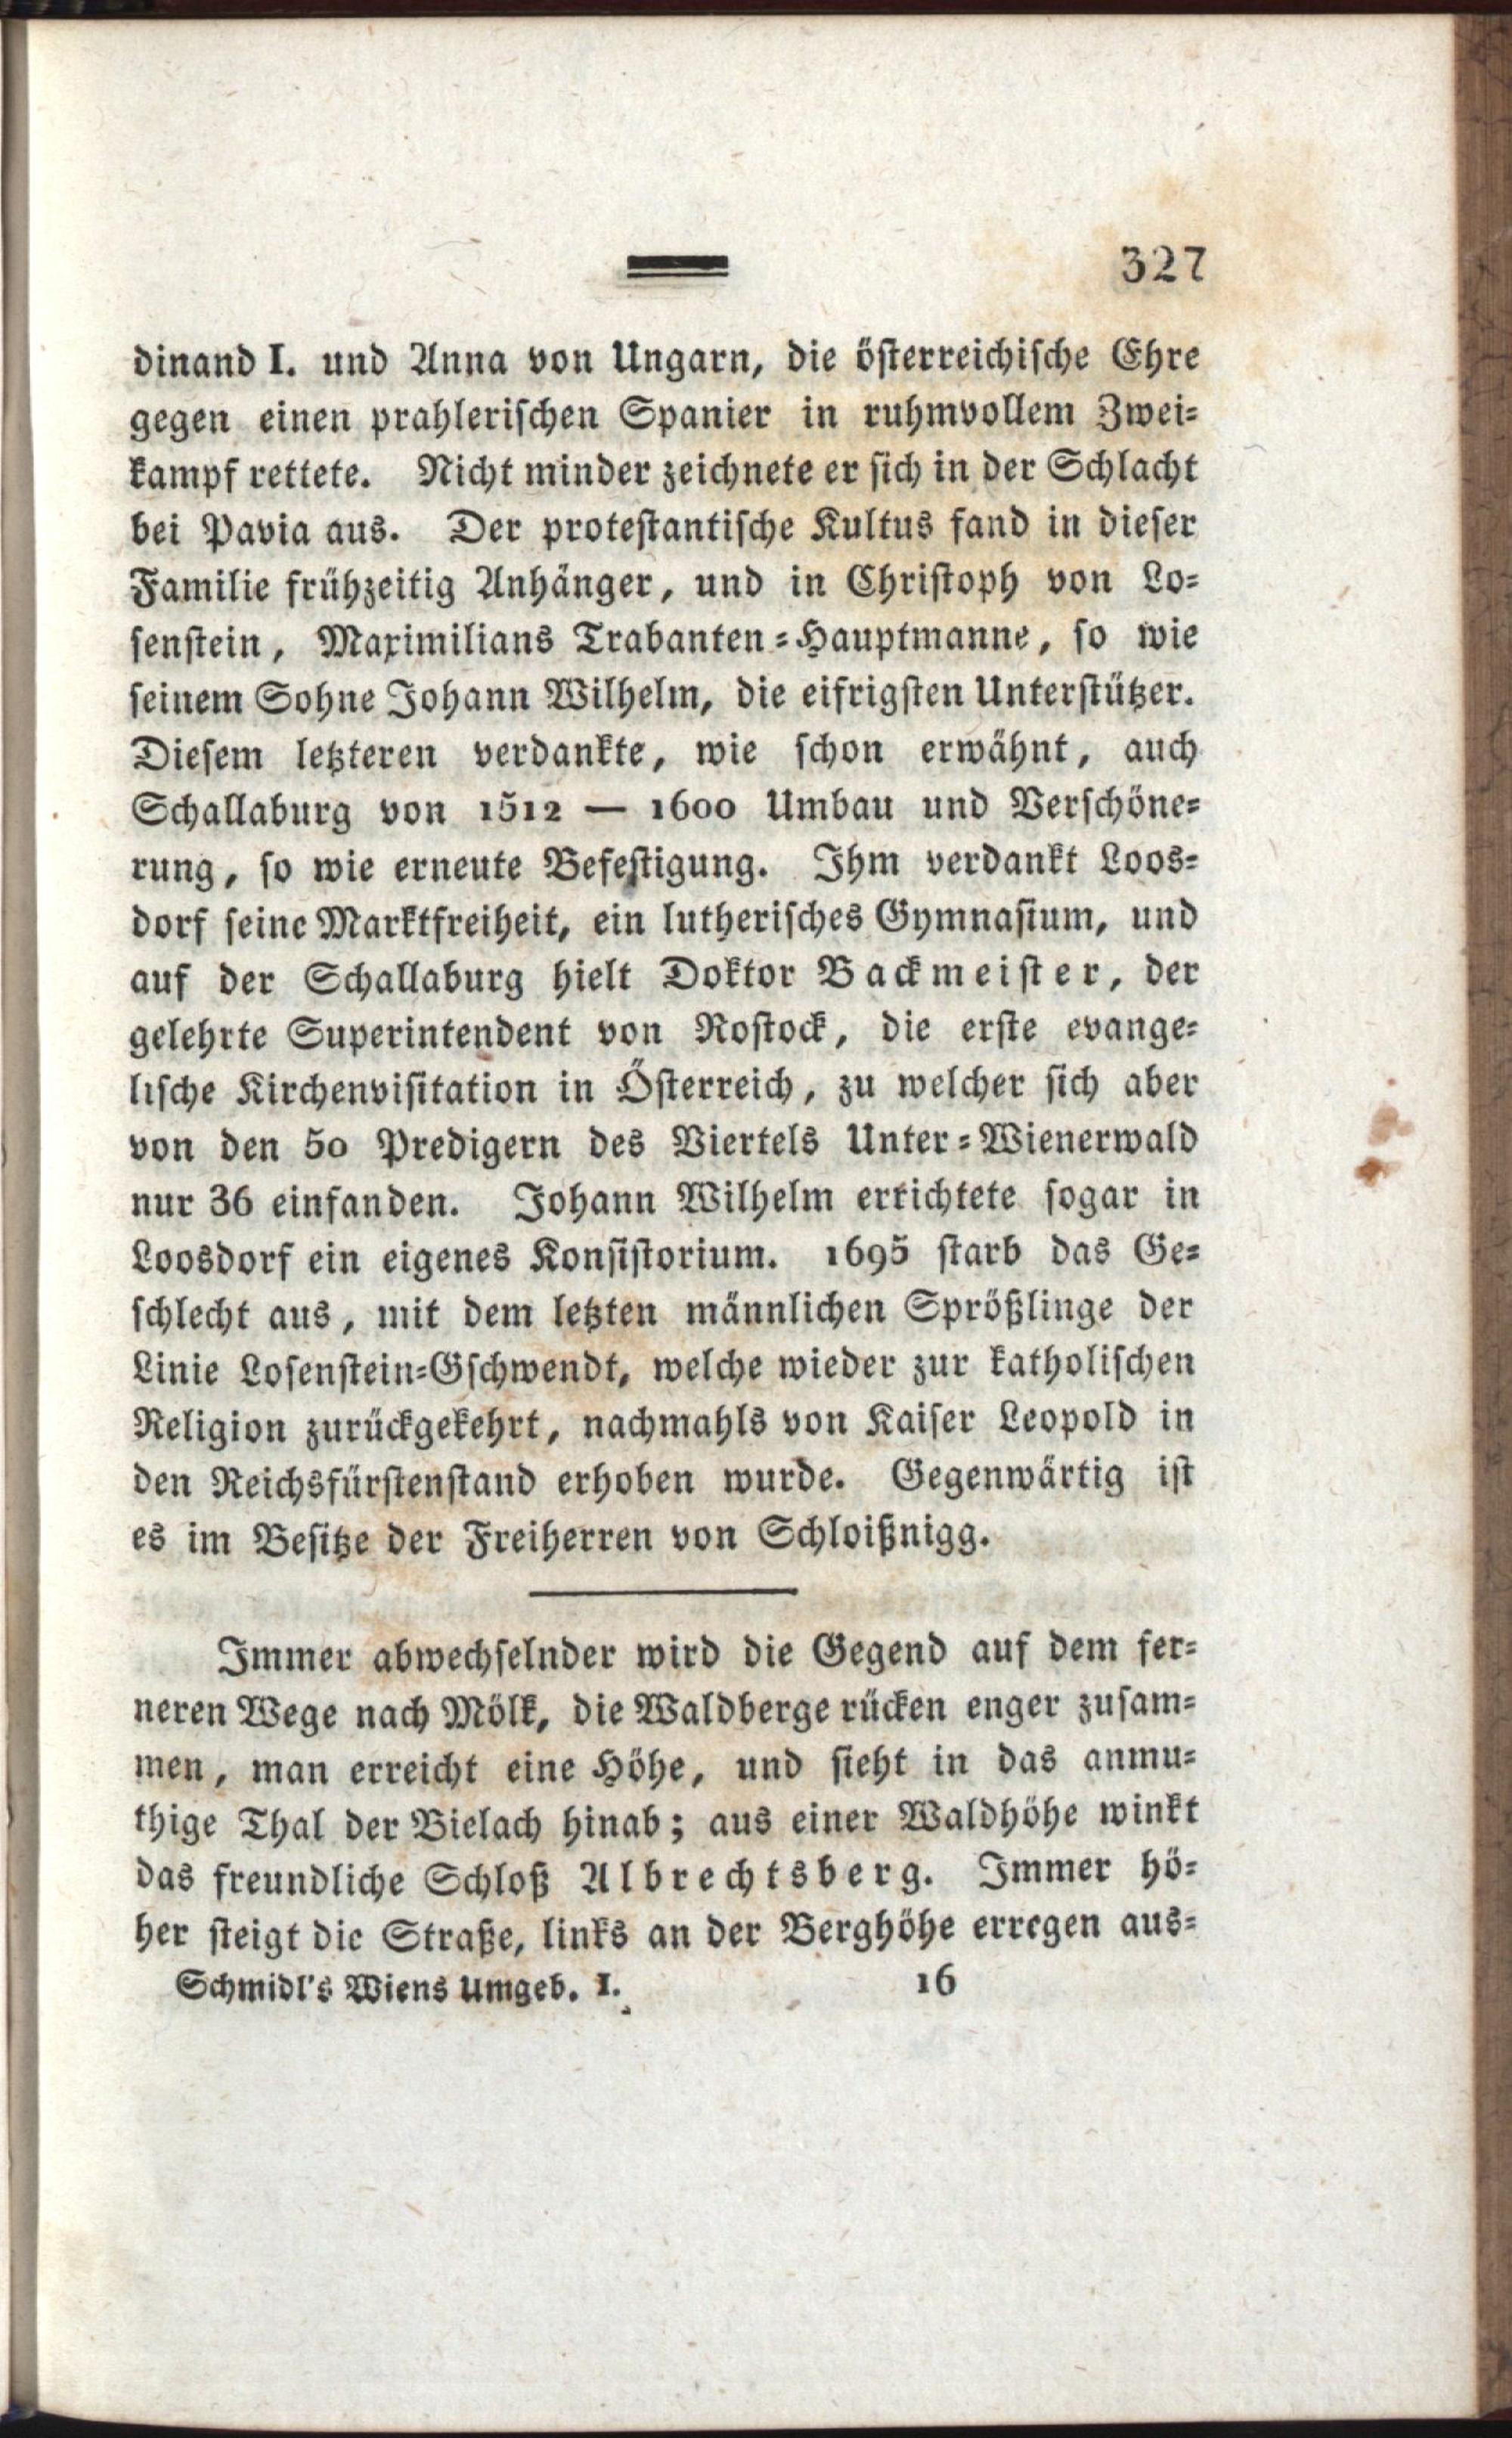 327
dinand I. und Anna von Ungarn, die österreichische Ehre
gegen einen prahlerischen Spanier in ruhmvollem Zwei=
kampf rettete. Nicht minder zeichnete er sich in der Schlacht
bei Pavia aus. Der protestantische Kultus fand in dieser
Familie frühzeitig Anhänger, und in Christoph von Lo=
senstein, Maximilians Trabanten=Hauptmanne, so wie
seinem Sohne Johann Wilhelm, die eifrigsten Unterstützer.
Diesem letzteren verdankte, wie schon erwähnt, auch
Schallaburg von 1512 — 1600 Umbau und Verschöne=
rung, so wie erneute Befestigung. Ihm verdankt Loos=
dorf seine Marktfreiheit, ein lutherisches Gymnasium, und
auf der Schallaburg hielt Doktor Backmeister, der
gelehrte Superintendent von Rostock, die erste evange=
lische Kirchenvisitation in Österreich, zu welcher sich aber
von den 50 Predigern des Viertels Unter=Wienerwald
nur 36 einfanden. Johann Wilhelm errichtete sogar in
Loosdorf ein eigenes Konsistorium. 1695 starb das Ge=
schlecht aus, mit dem letzten männlichen Sprößlinge der
Linie Losenstein=Gschwendt, welche wieder zur katholischen
Religion zurückgekehrt, nachmahls von Kaiser Leopold in
den Reichsfürstenstand erhoben wurde. Gegenwärtig ist
es im Besitze der Freiherren von Schloißnigg.
Immer abwechselnder wird die Gegend auf dem fer=
neren Wege nach Mölk, die Waldberge rücken enger zusam=
men, man erreicht eine Höhe, und sieht in das anmu=
thige Thal der Bielach hinab; aus einer Waldhöhe winkt
das freundliche Schloß Albrechtsberg. Immer hö=
her steigt die Straße, links an der Berghöhe erregen aus=
Schmidl's Wiens Umgeb. I. 16